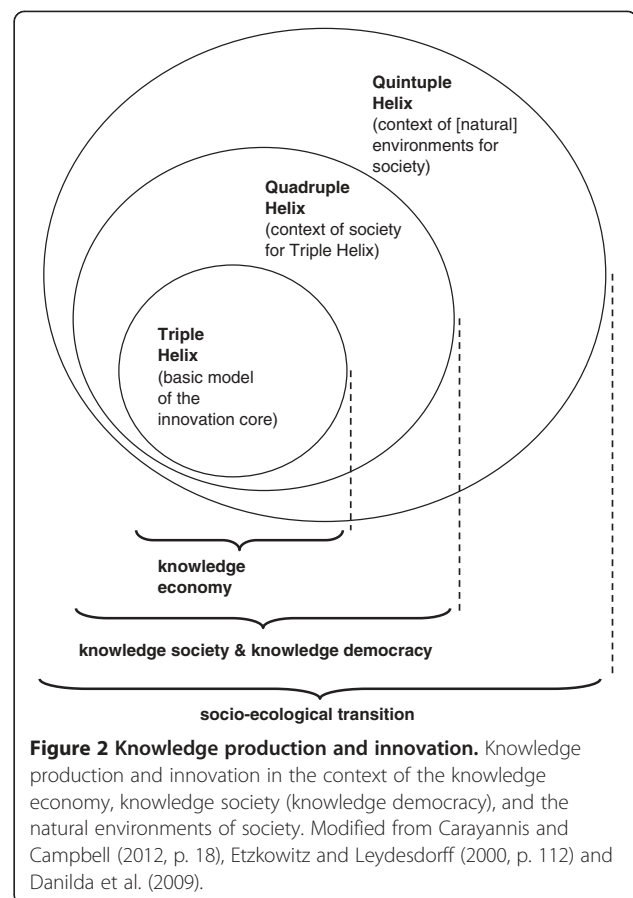 Quintuple
Helix
(context of [natural]
environments for
society)
Quadruple
Helix
(context of society
for Triple Helix)
Triple
Helix
(basic model
of the
innovation core)
knowledge
economy
knowledge society & knowledge democracy
socio-ecological transition
Figure 2 Knowledge production and innovation. Knowledge
production and innovation in the context of the knowledge
economy, knowledge society (knowledge democracy), and the
natural environments of society. Modified from Carayannis and
Campbell (2012, p. 18), Etzkowitz and Leydesdorff (2000, p. 112) and
Danilda et al. (2009).